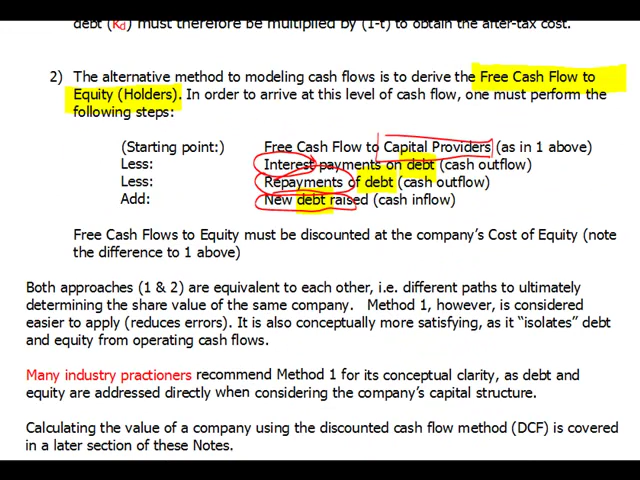 debt (Kd) must therefore be multiplied by (1-t) to obtain the after-tax cost.
2) The alternative method to modeling cash flows is to derive the Free Cash Flow to
Equity (Holders). In order to arrive at this level of cash flow, one must perform the
following steps:
(Starting point:) Free Cash Flow to Capital Providers (as in 1 above)
Less: Interest payments on debt (cash outflow)
Less: Repayments of debt (cash outflow)
Add: New debt raised (cash inflow)
Free Cash Flows to Equity must be discounted at the company's Cost of Equity (note
the difference to 1 above)
Both approaches (1 & 2) are equivalent to each other, i.e. different paths to ultimately
determining the share value of the same company. Method 1, however, is considered
easier to apply (reduces errors). It is also conceptually more satisfying, as it “isolates” debt
and equity from operating cash flows.
Many industry practioners recommend Method 1 for its conceptual clarity, as debt and
equity are addressed directly when considering the company's capital structure.
Calculating the value of a company using the discounted cash flow method (DCF) is covered
in a later section of these Notes.